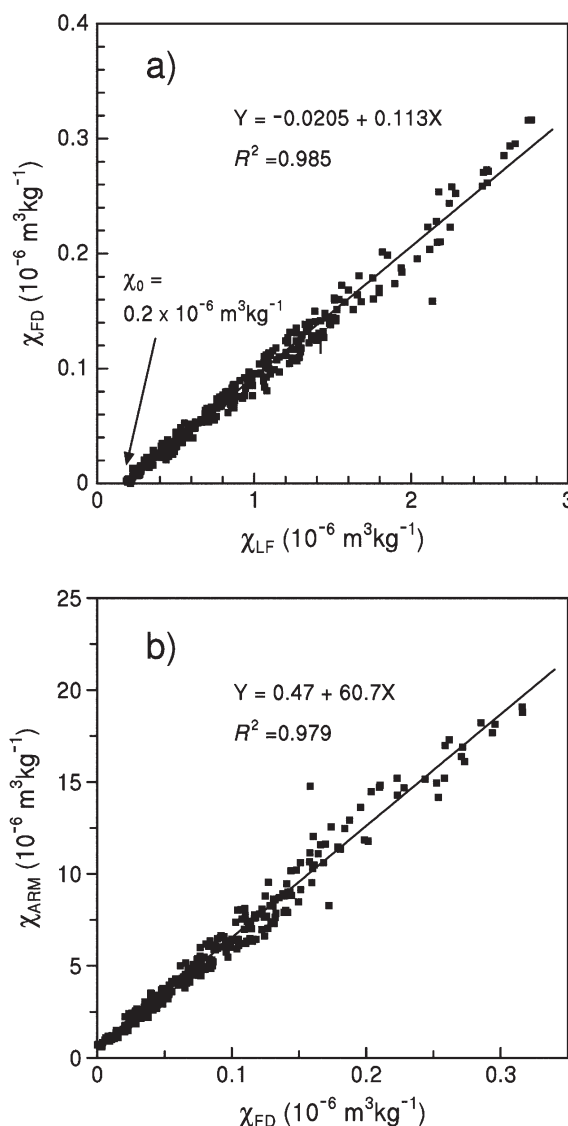 0.4
a)
Y = −0.0205 + 0.113X
R² =0.985
0.3
χFD (10⁻⁶ m³kg⁻¹)
0.2
χ₀ =
0.2 x 10⁻⁶ m³kg⁻¹
0.1
0
0 1 2 3
χLF (10⁻⁶ m³kg⁻¹)
25
b)
Y = 0.47 + 60.7X
R² =0.979
20
15
χARM (10⁻⁶ m³kg⁻¹)
10
5
0
0 0.1 0.2 0.3
χFD (10⁻⁶ m³kg⁻¹)